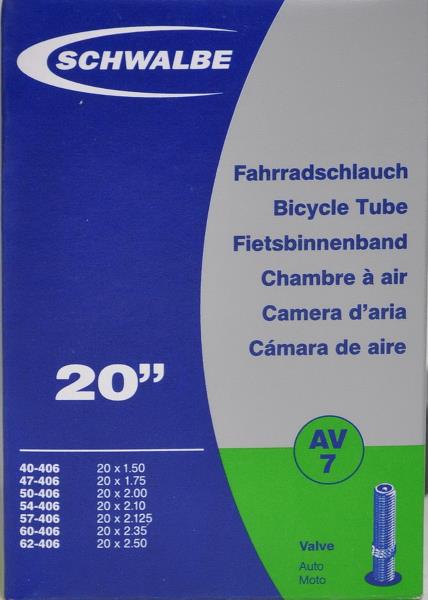 SCHWALBE
Fahrradschlauch
Bicycle Tube
Fietsbinnenband
Chambre à air
Camera d'aria
Cámara de aire
20”
40-406 20 x 1.50
47-406 20 x 1.75
50-406 20 x 2.00
54-406 20 x 2.10
57-406 20 x 2.125
60-406 20 x 2.35
62-406 20 x 2.50
AV
7
Valve
Auto
Moto